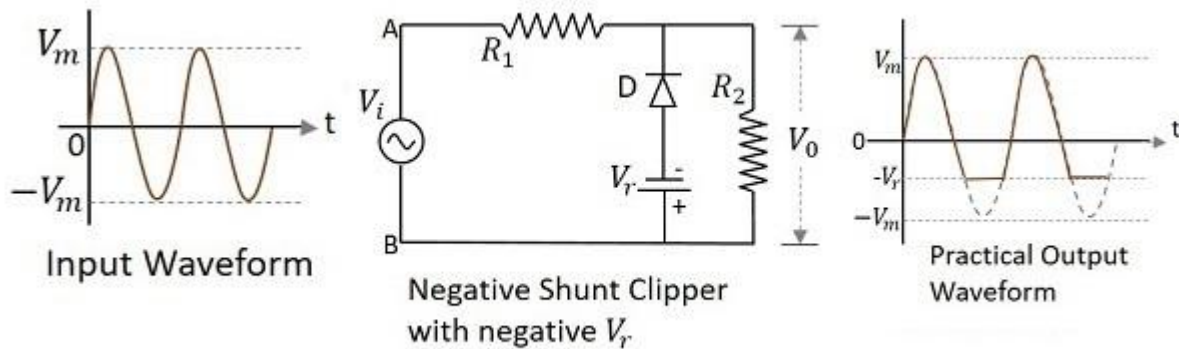 V_m
0
t
-V_m
Input Waveform
A
R_1
V_i
D
R_2
V_0
V_r
-
+
B
Negative Shunt Clipper
with negative V_r
V_m
0
t
-V_r
-V_m
Practical Output
Waveform